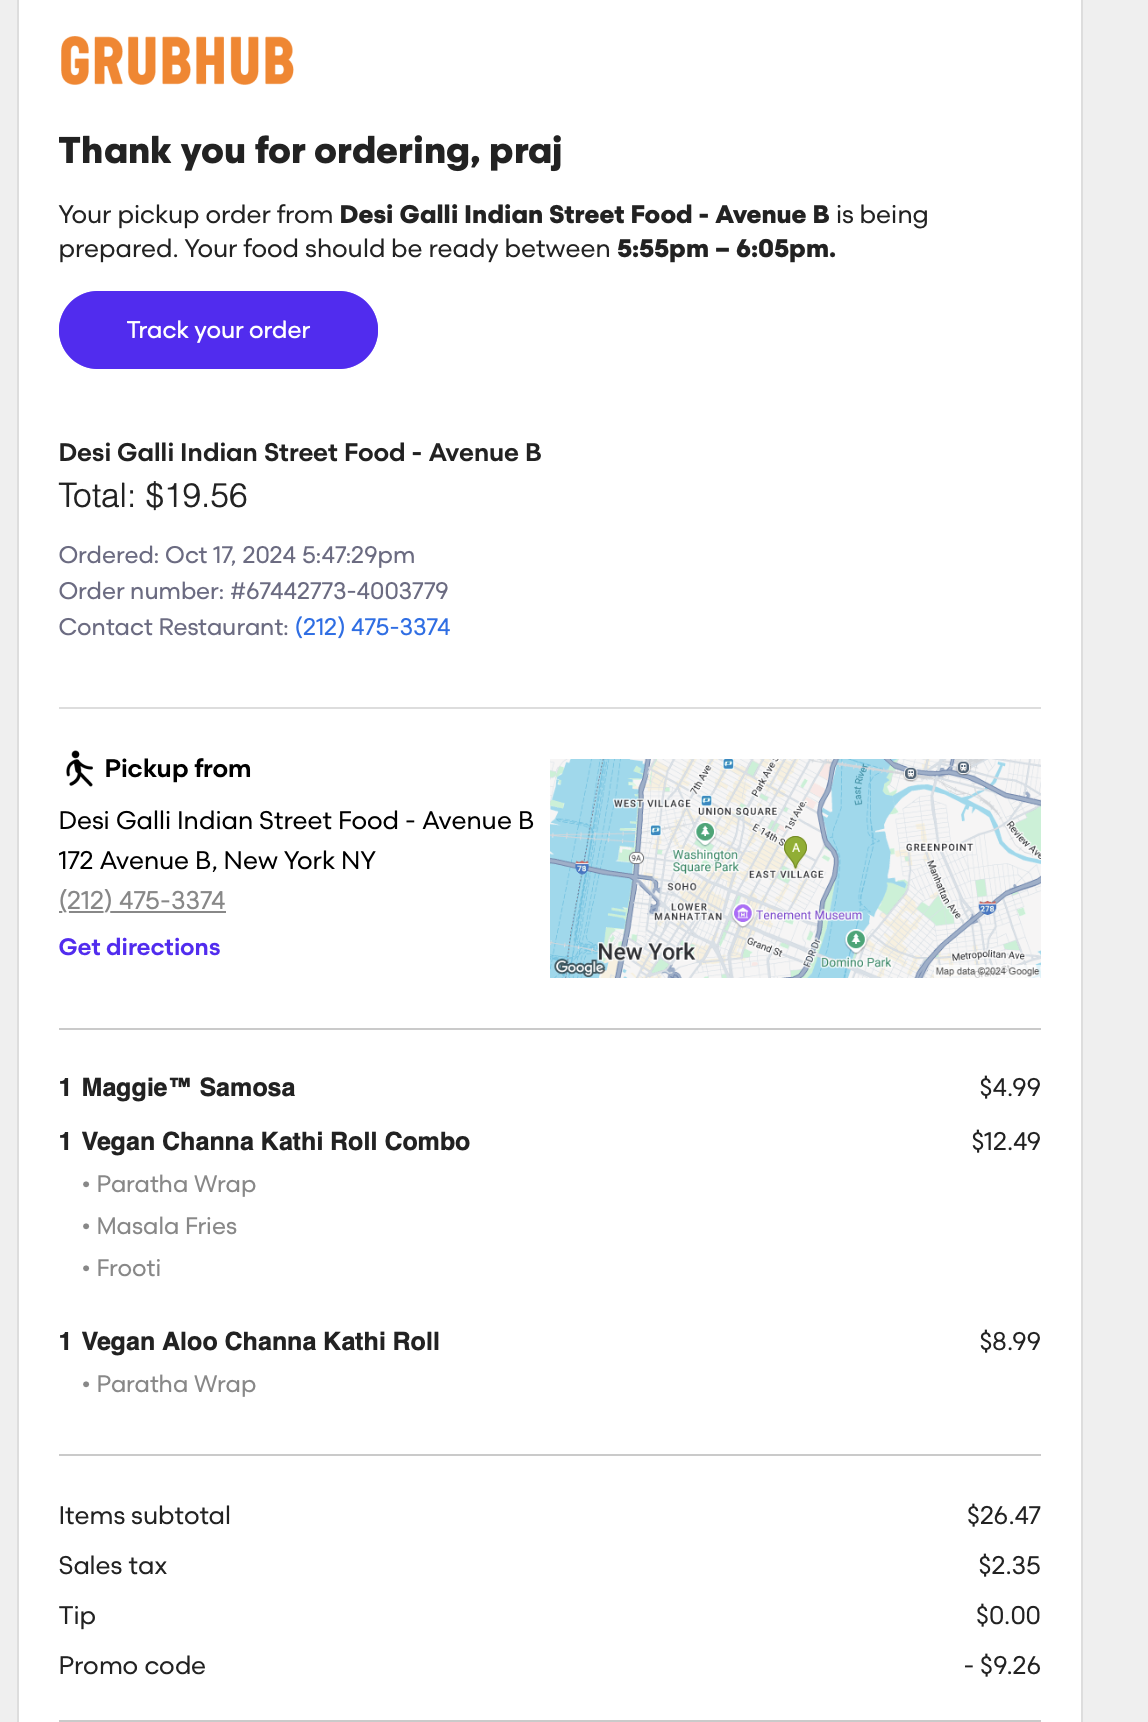 GRUBHUB
Thank you for ordering, praj
Your pickup order from Desi Galli Indian Street Food - Avenue B is being
prepared. Your food should be ready between 5:55pm – 6:05pm.
Track your order
Desi Galli Indian Street Food - Avenue B
Total: $19.56
Ordered: Oct 17, 2024 5:47:29pm
Order number: #67442773-4003779
Contact Restaurant: (212) 475-3374
Pickup from
Desi Galli Indian Street Food - Avenue B
172 Avenue B, New York NY
(212) 475-3374
Get directions
7th Ave
Park Ave S
East River
WEST VILLAGE
UNION SQUARE
1st Ave.
E 14th St
Review Ave
9A
Washington
Square Park
A
GREENPOINT
78
EAST VILLAGE
SOHO
Manhattan Ave
LOWER
MANHATTAN
Tenement Museum
278
New York
Grand St
FDR Dr
Domino Park
Metropolitan Ave
Google
Map data ©2024 Google
1 Maggie™ Samosa $4.99
1 Vegan Channa Kathi Roll Combo $12.49
• Paratha Wrap
• Masala Fries
• Frooti
1 Vegan Aloo Channa Kathi Roll $8.99
• Paratha Wrap
Items subtotal $26.47
Sales tax $2.35
Tip $0.00
Promo code - $9.26